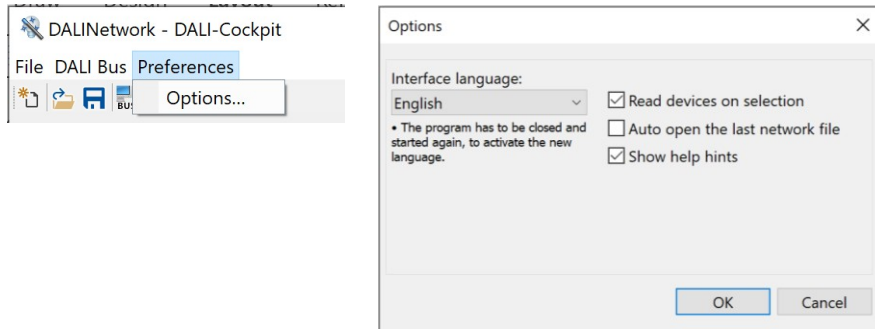 DALINetwork - DALI-Cockpit
File DALI Bus Preferences
BUS
Options...
Options
Interface language:
English
• The program has to be closed and
started again, to activate the new
language.
Read devices on selection
Auto open the last network file
Show help hints
OK Cancel